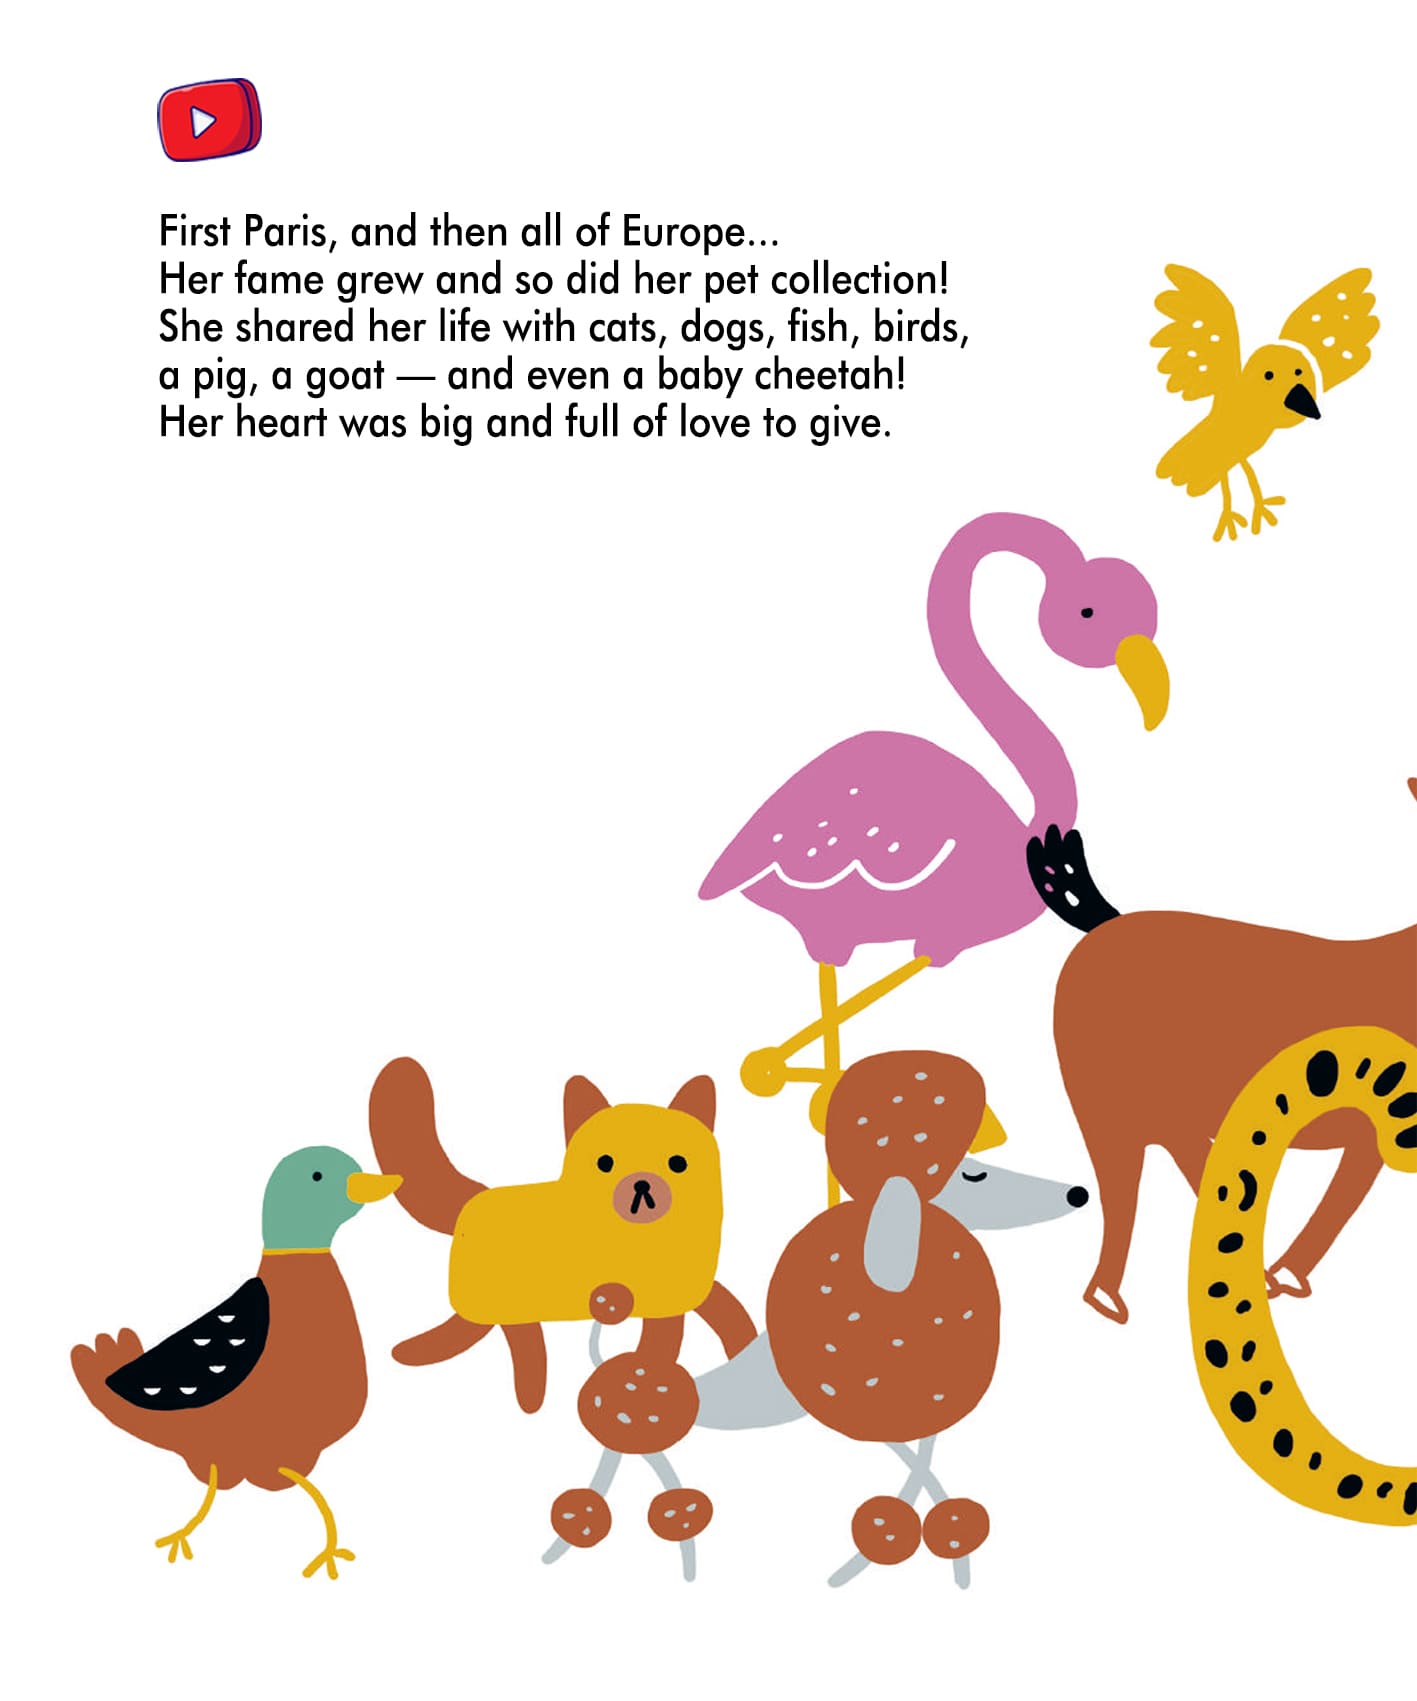 First Paris, and then all of Europe...
Her fame grew and so did her pet collection!
She shared her life with cats, dogs, fish, birds,
a pig, a goat — and even a baby cheetah!
Her heart was big and full of love to give.